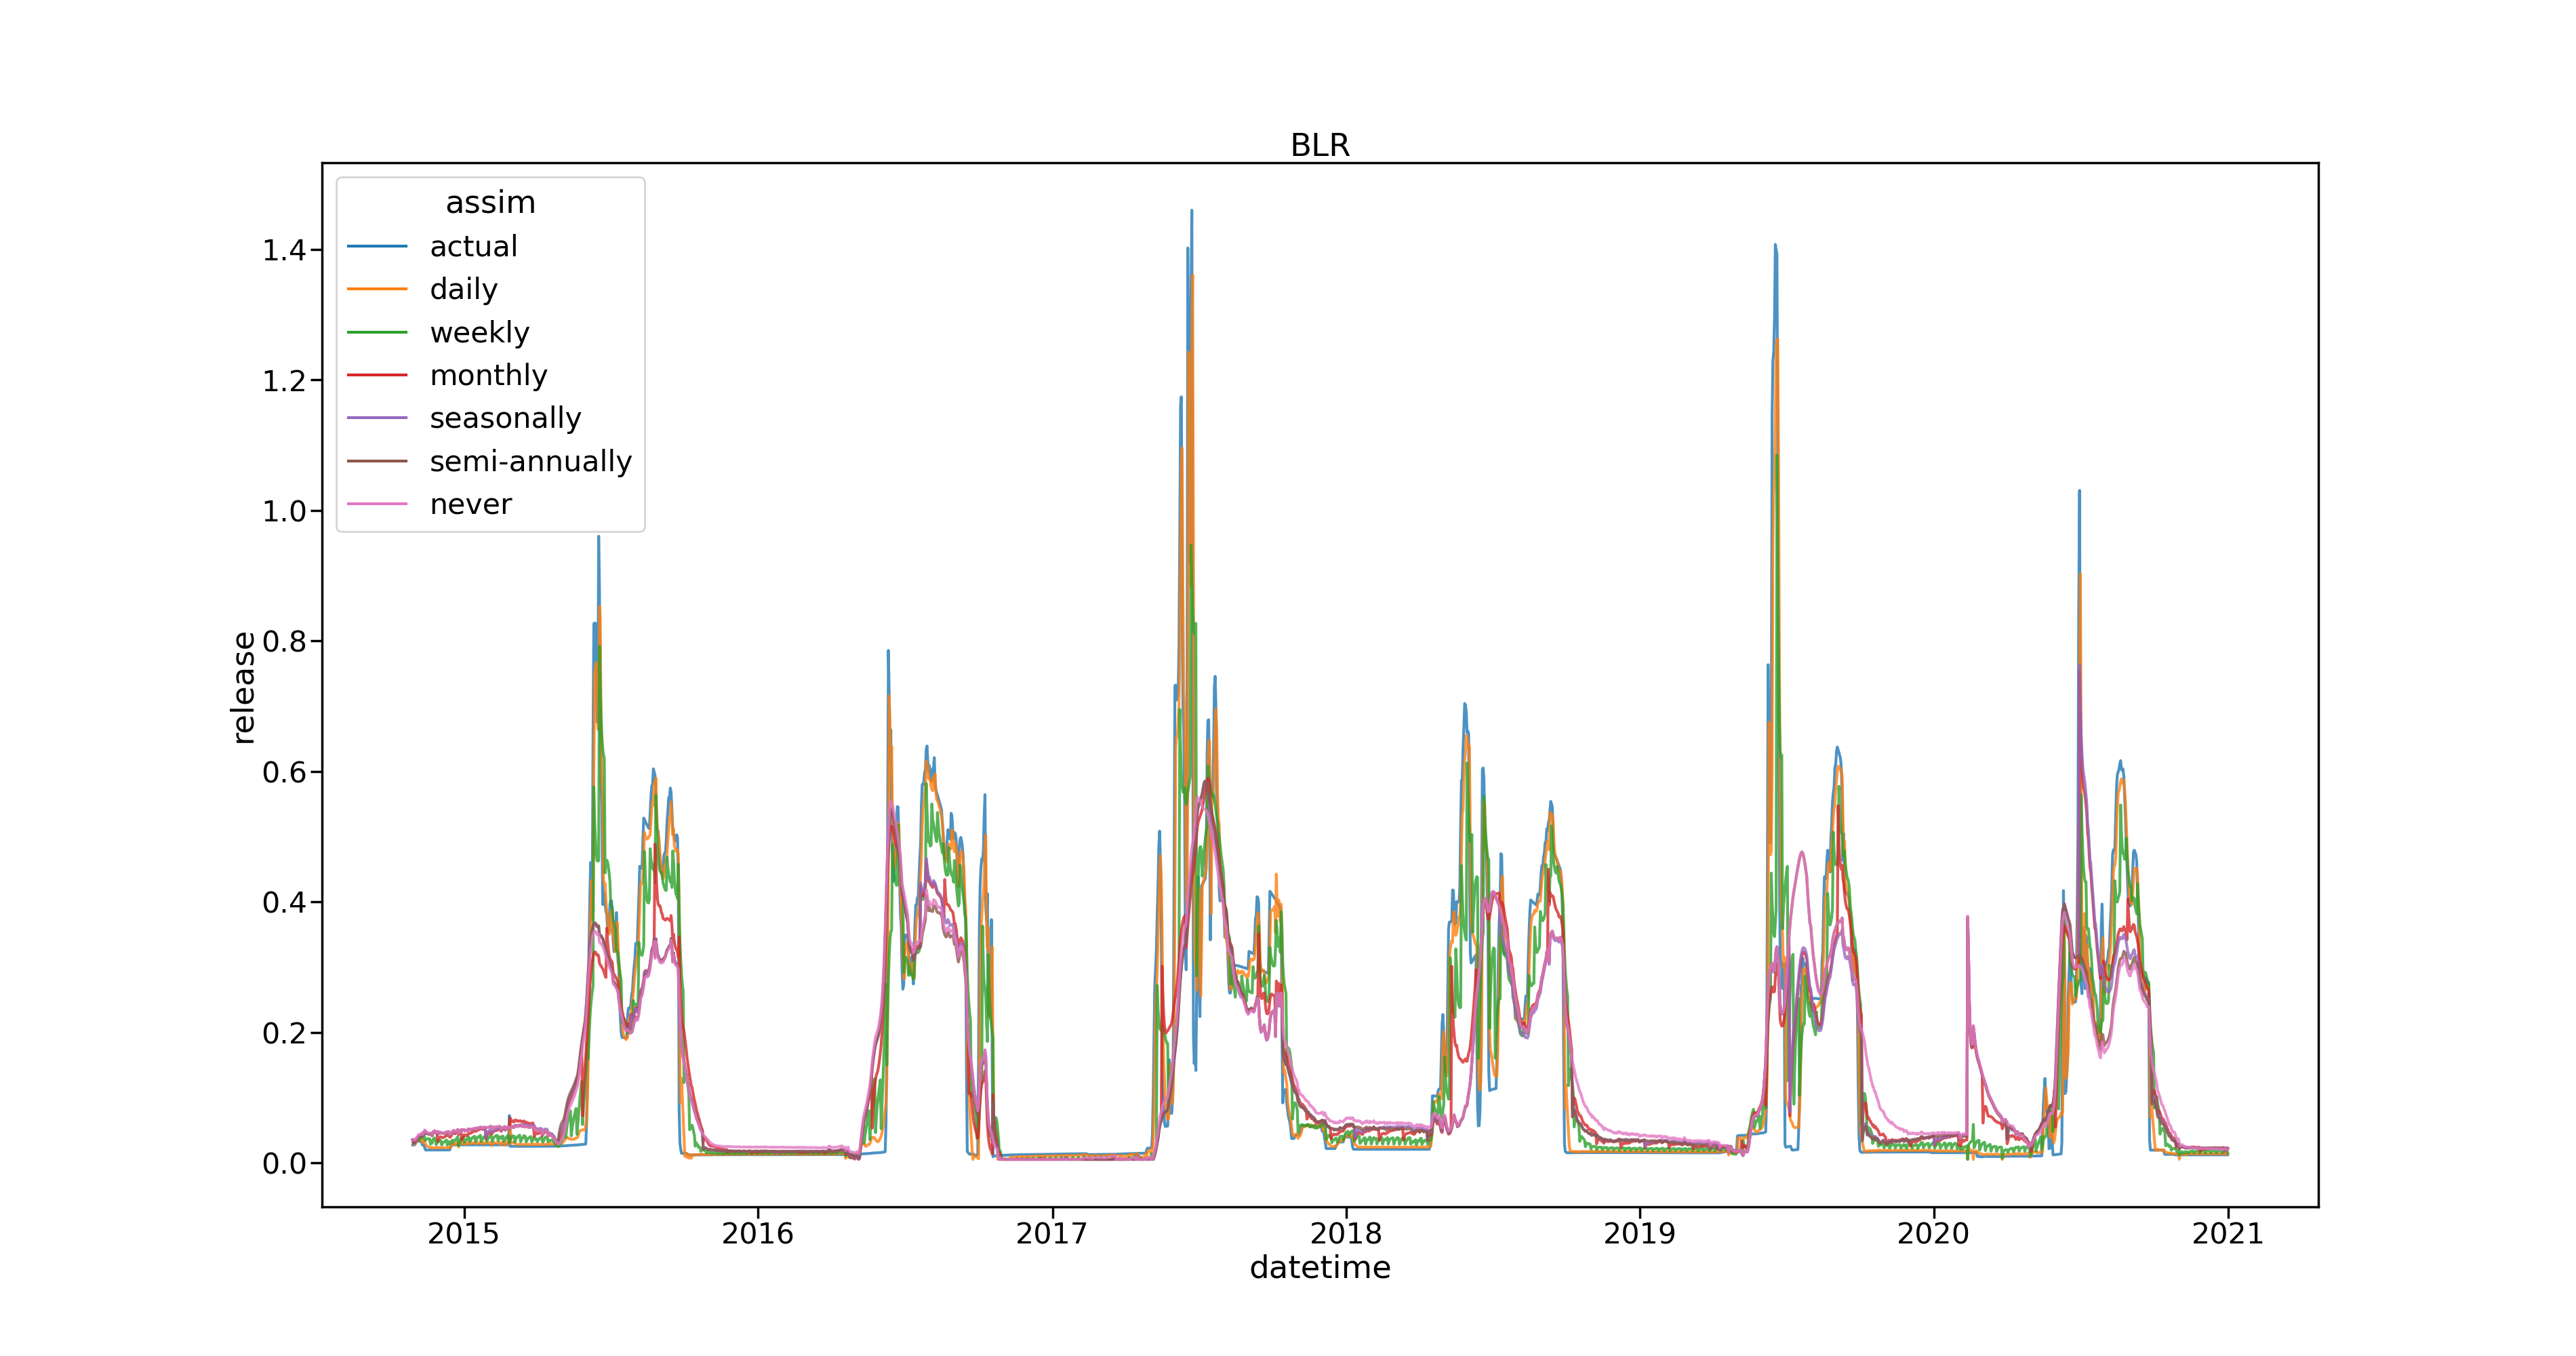 BLR
assim
actual
daily
weekly
monthly
seasonally
semi-annually
never
release
1.4
1.2
1.0
0.8
0.6
0.4
0.2
0.0
2015 2016 2017 2018 2019 2020 2021
datetime